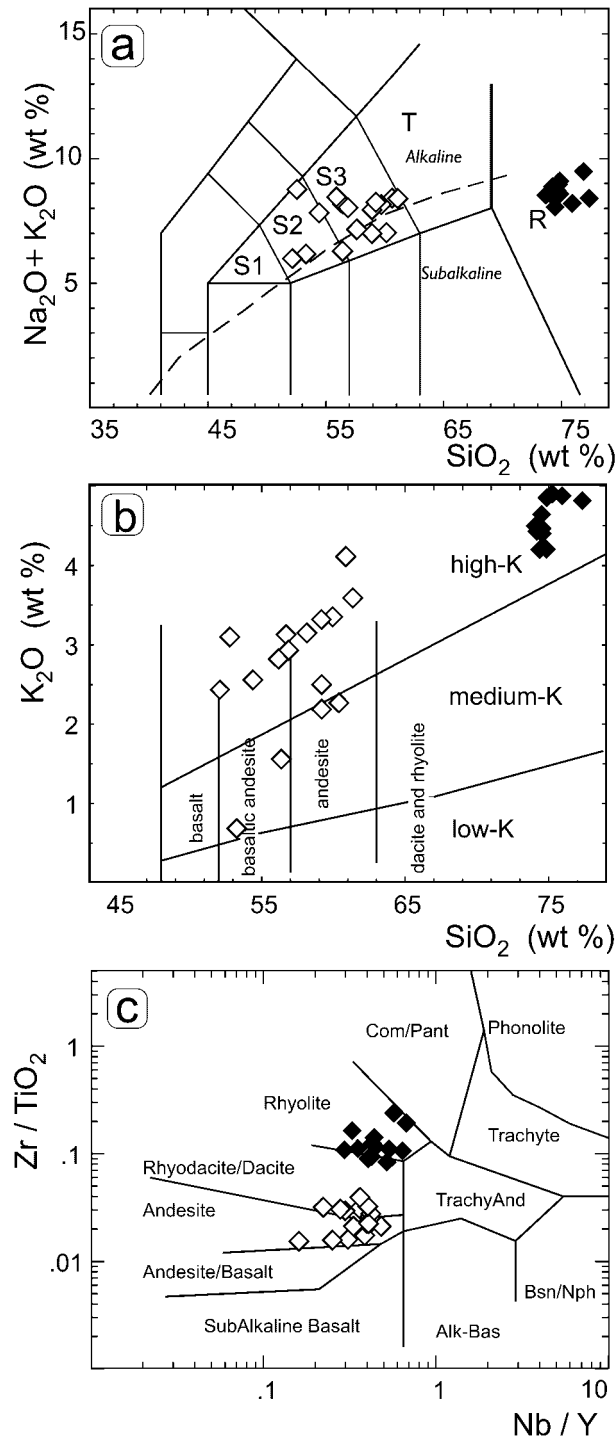 a
15
10
5
Na₂O + K₂O (wt %)
T
Alkaline
S3
S2
S1
R
Subalkaline
35 45 55 65 75
SiO₂ (wt %)
b
4
3
2
1
K₂O (wt %)
high-K
medium-K
low-K
basalt
basaltic andesite
andesite
dacite and rhyolite
45 55 65 75
SiO₂ (wt %)
c
1
.1
.01
Zr / TiO₂
Com/Pant
Phonolite
Rhyolite
Trachyte
Rhyodacite/Dacite
Andesite
TrachyAnd
Andesite/Basalt
Bsn/Nph
SubAlkaline Basalt
Alk-Bas
.1 1 10
Nb / Y